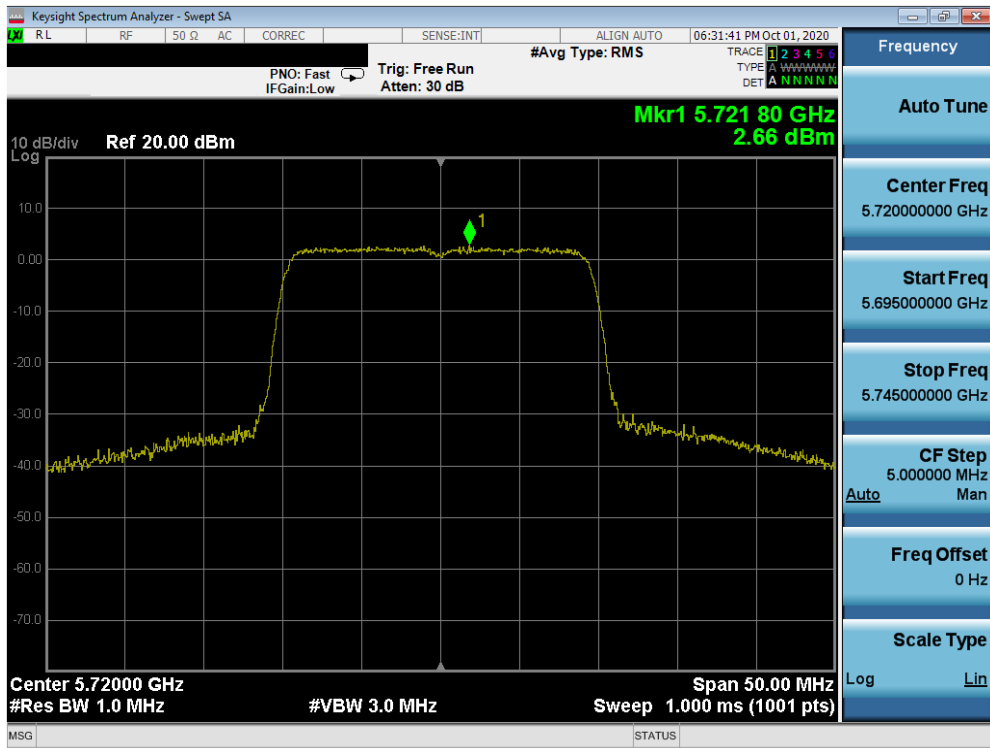 Keysight Spectrum Analyzer - Swept SA
LXI RL RF 50 Ω AC CORREC SENSE:INT ALIGN AUTO 06:31:41 PM Oct 01, 2020
#Avg Type: RMS
TRACE 1 2 3 4 5 6
TYPE A WWWWW
DET A N N N N N
PNO: Fast
IFGain:Low
Trig: Free Run
Atten: 30 dB
Mkr1 5.721 80 GHz
2.66 dBm
10 dB/div
Log
Ref 20.00 dBm
10.0
0.00
-10.0
-20.0
-30.0
-40.0
-50.0
-60.0
-70.0
1
Center 5.72000 GHz
#Res BW 1.0 MHz
#VBW 3.0 MHz
Span 50.00 MHz
Sweep 1.000 ms (1001 pts)
MSG
STATUS
Frequency
Auto Tune
Center Freq
5.720000000 GHz
Start Freq
5.695000000 GHz
Stop Freq
5.745000000 GHz
CF Step
5.000000 MHz
Auto Man
Freq Offset
0 Hz
Scale Type
Log Lin